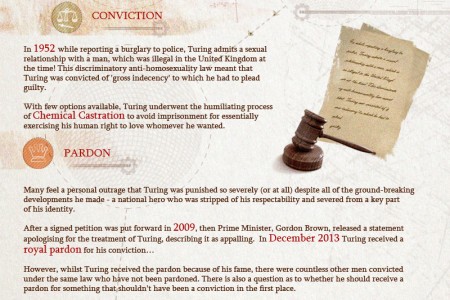 CONVICTION
In 1952 while reporting a burglary to police, Turing admits a sexual
relationship with a man, which was illegal in the United Kingdom at
the time! This discriminatory anti-homosexuality law meant that
Turing was convicted of 'gross indecency' to which he had to plead
guilty.
With few options available, Turing underwent the humiliating process
of Chemical Castration to avoid imprisonment for essentially
exercising his human right to love whomever he wanted.
PARDON
Many feel a personal outrage that Turing was punished so severely (or at all) despite all of the ground-breaking
developments he made - a national hero who was stripped of his respectability and severed from a key part
of his identity.
After a signed petition was put forward in 2009, then Prime Minister, Gordon Brown, released a statement
apologising for the treatment of Turing, describing it as appalling. In December 2013 Turing received a
royal pardon for his conviction...
However, whilst Turing received the pardon because of his fame, there were countless other men convicted
under the same law who have not been pardoned. There is also a question as to whether he should receive a
pardon for something that shouldn't have been a conviction in the first place.